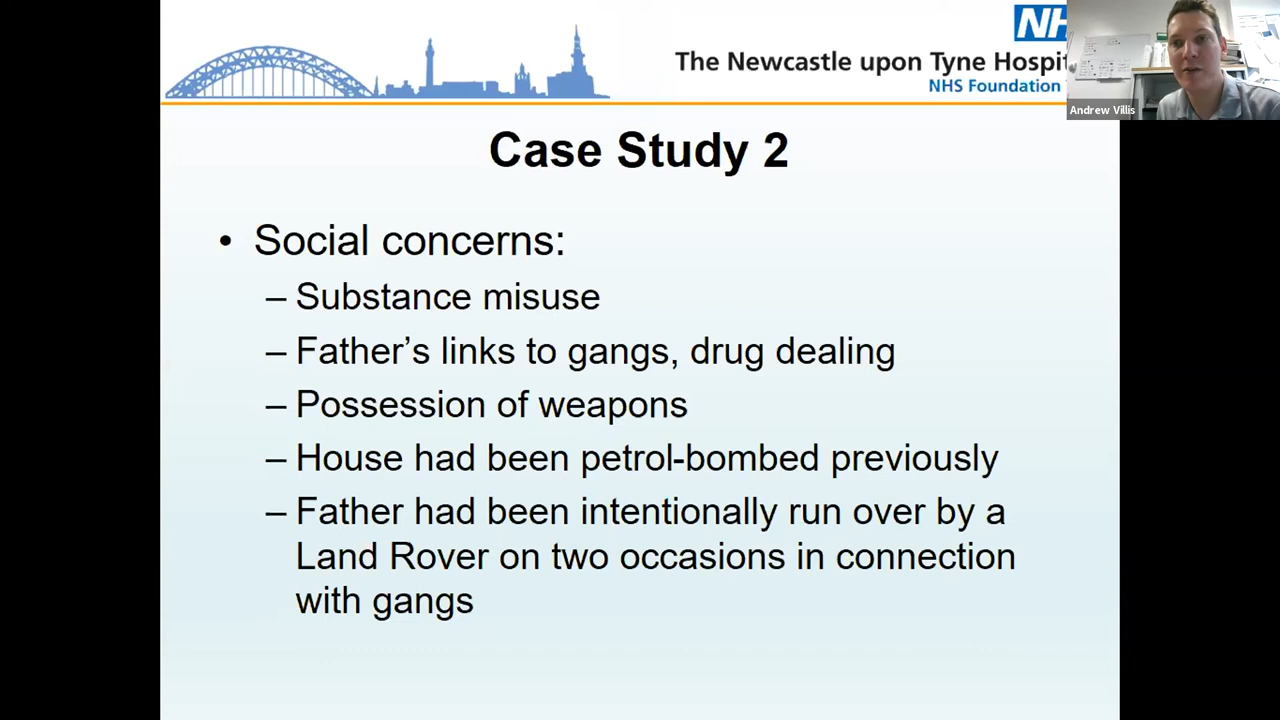 NH
The Newcastle upon Tyne Hospit
NHS Foundation
Andrew Villis
Case Study 2
• Social concerns:
– Substance misuse
– Father’s links to gangs, drug dealing
– Possession of weapons
– House had been petrol-bombed previously
– Father had been intentionally run over by a
Land Rover on two occasions in connection
with gangs